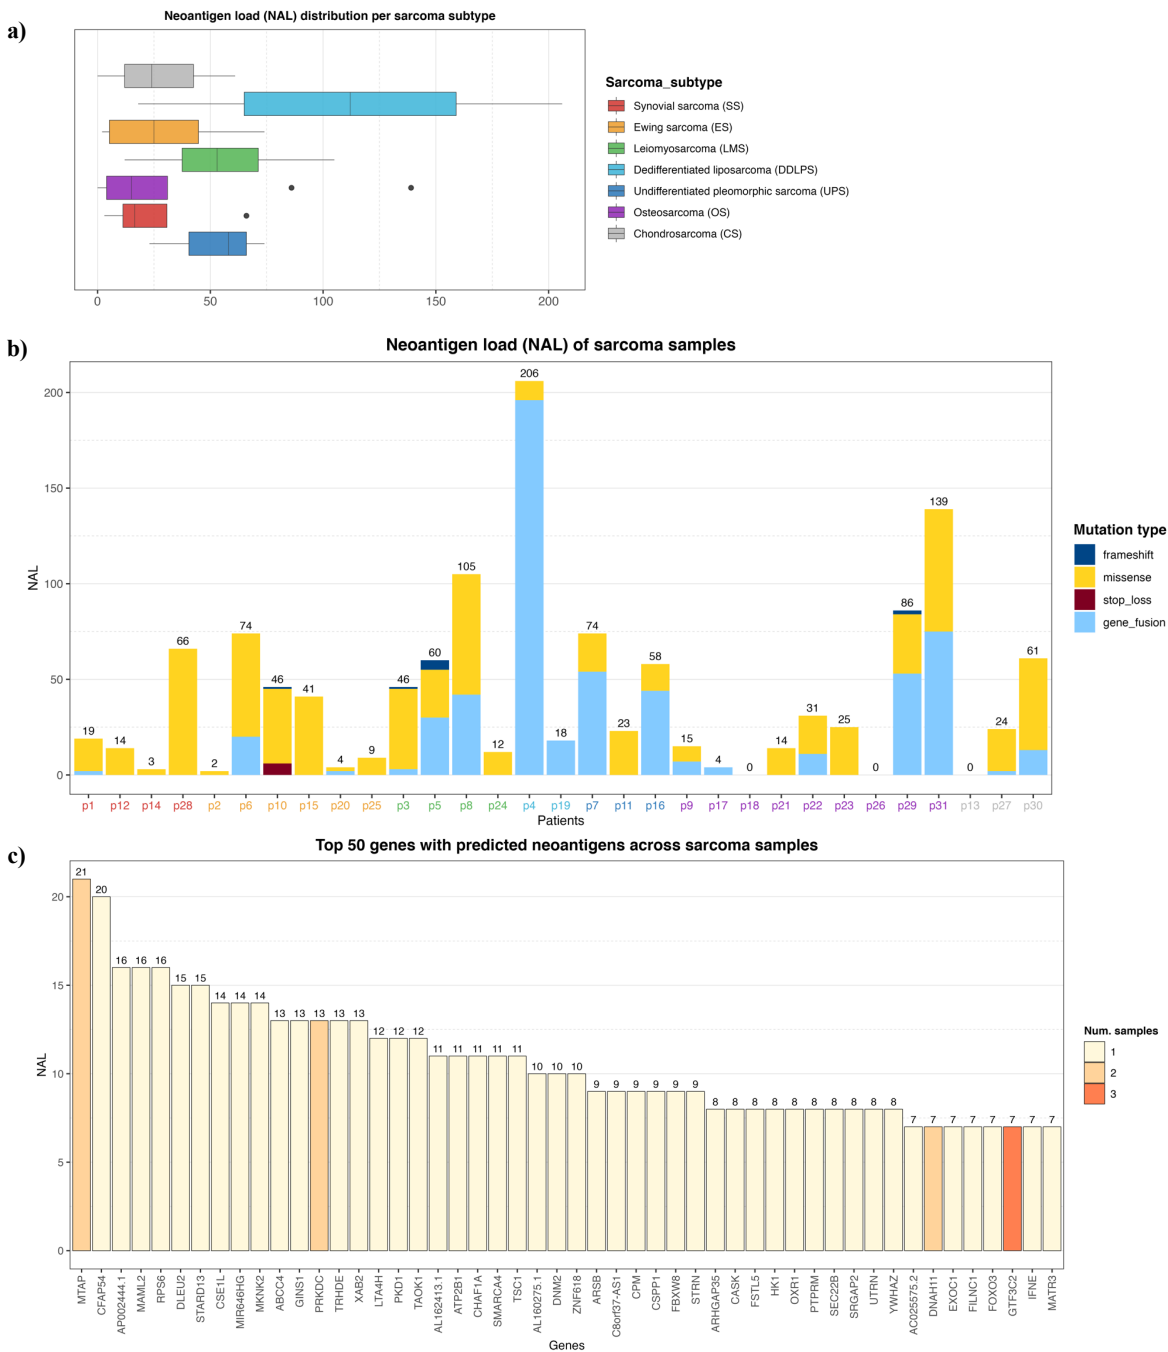 a)
Neoantigen load (NAL) distribution per sarcoma subtype
0 50 100 150 200
Sarcoma_subtype
Synovial sarcoma (SS)
Ewing sarcoma (ES)
Leiomyosarcoma (LMS)
Dedifferentiated liposarcoma (DDLPS)
Undifferentiated pleomorphic sarcoma (UPS)
Osteosarcoma (OS)
Chondrosarcoma (CS)
b)
Neoantigen load (NAL) of sarcoma samples
NAL
200
150
100
50
0
19 14 3 66 2 74 46 41 4 9 46 60 105 12 206 18 74 23 58 15 4 0 14 31 25 0 86 139 0 24 61
p1 p12 p14 p28 p2 p6 p10 p15 p20 p25 p3 p5 p8 p24 p4 p19 p7 p11 p16 p9 p17 p18 p21 p22 p23 p26 p29 p31 p13 p27 p30
Patients
Mutation type
frameshift
missense
stop_loss
gene_fusion
c)
Top 50 genes with predicted neoantigens across sarcoma samples
NAL
20
15
10
5
0
21 20 16 16 16 15 15 14 14 14 13 13 13 13 13 12 12 12 11 11 11 11 11 10 10 10 9 9 9 9 9 9 8 8 8 8 8 8 8 8 8 8 7 7 7 7 7 7 7 7
MTAP CFAP54 AP002444.1 MAML2 RPS6 DLEU2 STARD13 CSE1L MIR646HG MKNK2 ABCC4 GINS1 PRKDC TRHDE XAB2 LTA4H PKD1 TAOK1 AL162413.1 ATP2B1 CHAF1A SMARCA4 TSC1 AL160275.1 DNM2 ZNF618 ARSB C8orf37-AS1 CPM CSPP1 FBXW8 STRN ARHGAP35 CASK FSTL5 HK1 OXR1 PTPRM SEC22B SRGAP2 UTRN YWHAZ AC025575.2 DNAH11 EXOC1 FILNC1 FOXO3 GTF3C2 IFNE MATR3
Genes
Num. samples
1
2
3